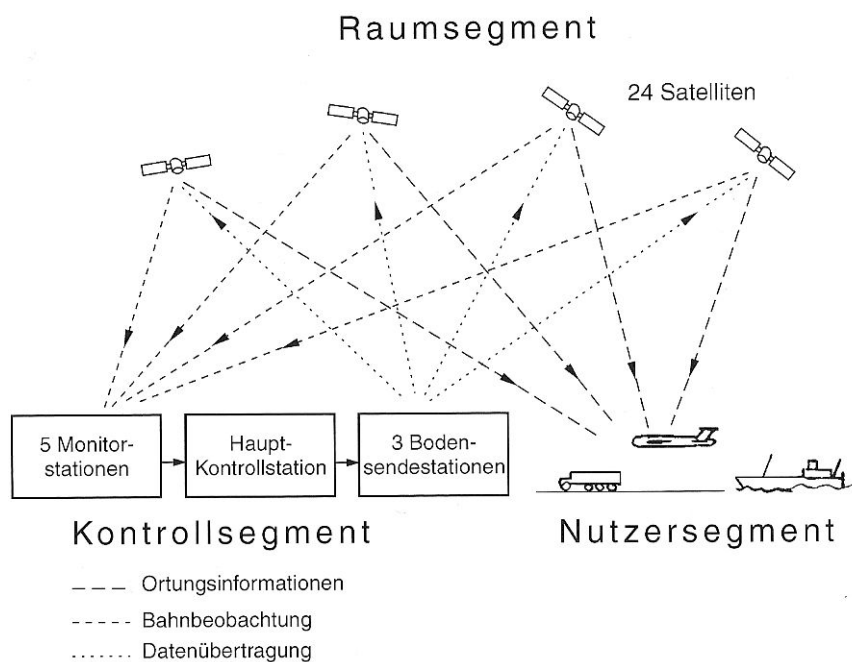 Raumsegment
24 Satelliten
5 Monitor-
stationen
Haupt-
Kontrollstation
3 Boden-
sendestationen
Kontrollsegment
Nutzersegment
Ortungsinformationen
Bahnbeobachtung
Datenübertragung